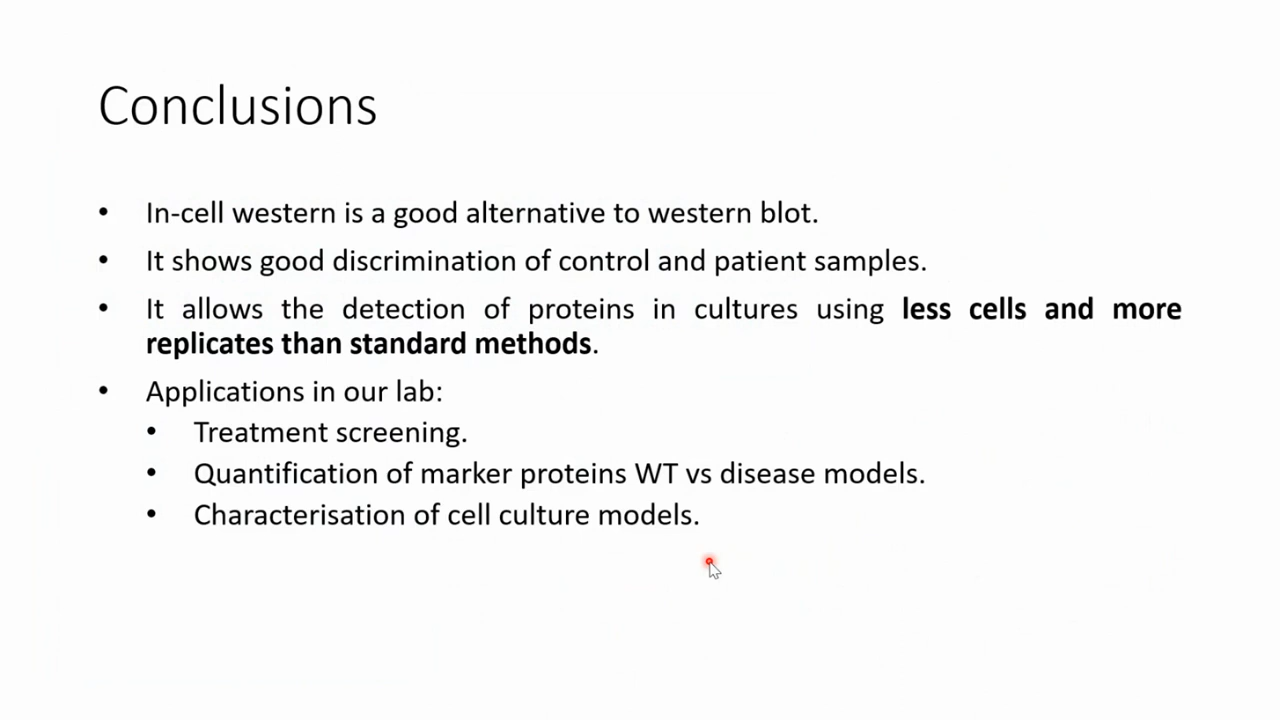 Conclusions
• In-cell western is a good alternative to western blot.
• It shows good discrimination of control and patient samples.
• It allows the detection of proteins in cultures using less cells and more
replicates than standard methods.
• Applications in our lab:
• Treatment screening.
• Quantification of marker proteins WT vs disease models.
• Characterisation of cell culture models.